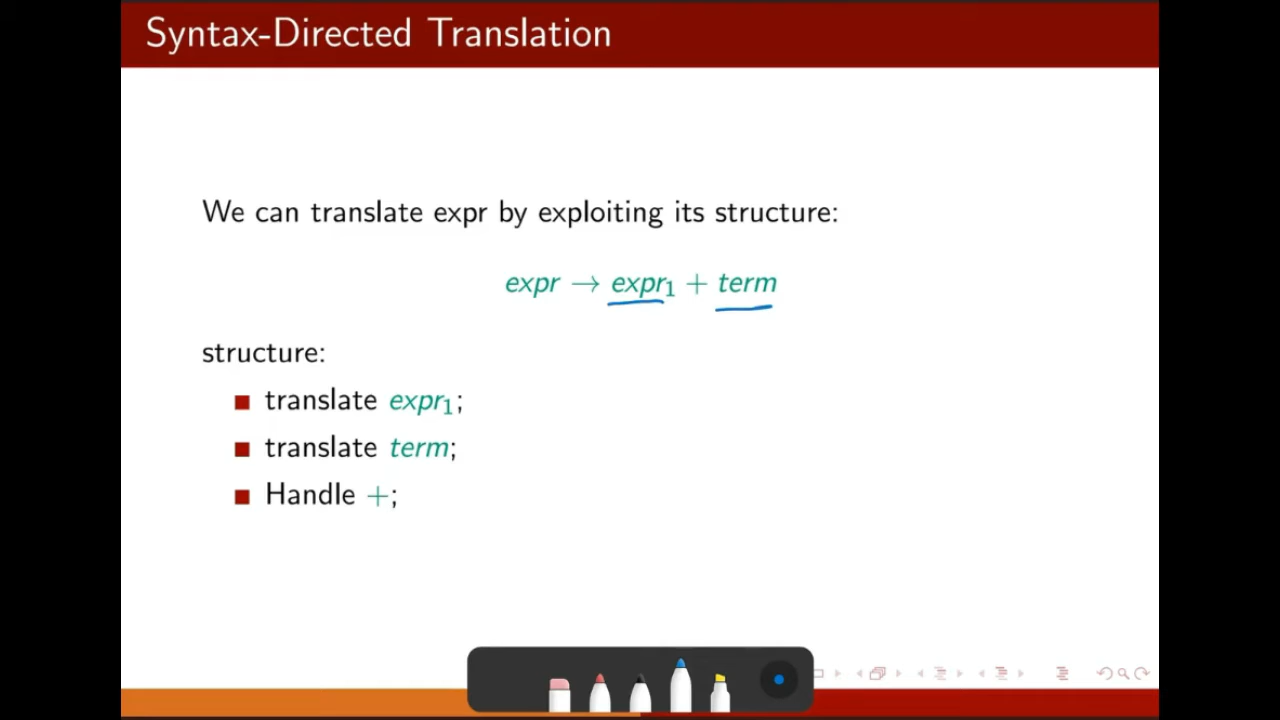 Syntax-Directed Translation
We can translate expr by exploiting its structure:
expr → expr₁ + term
structure:
translate expr₁;
translate term;
Handle +;